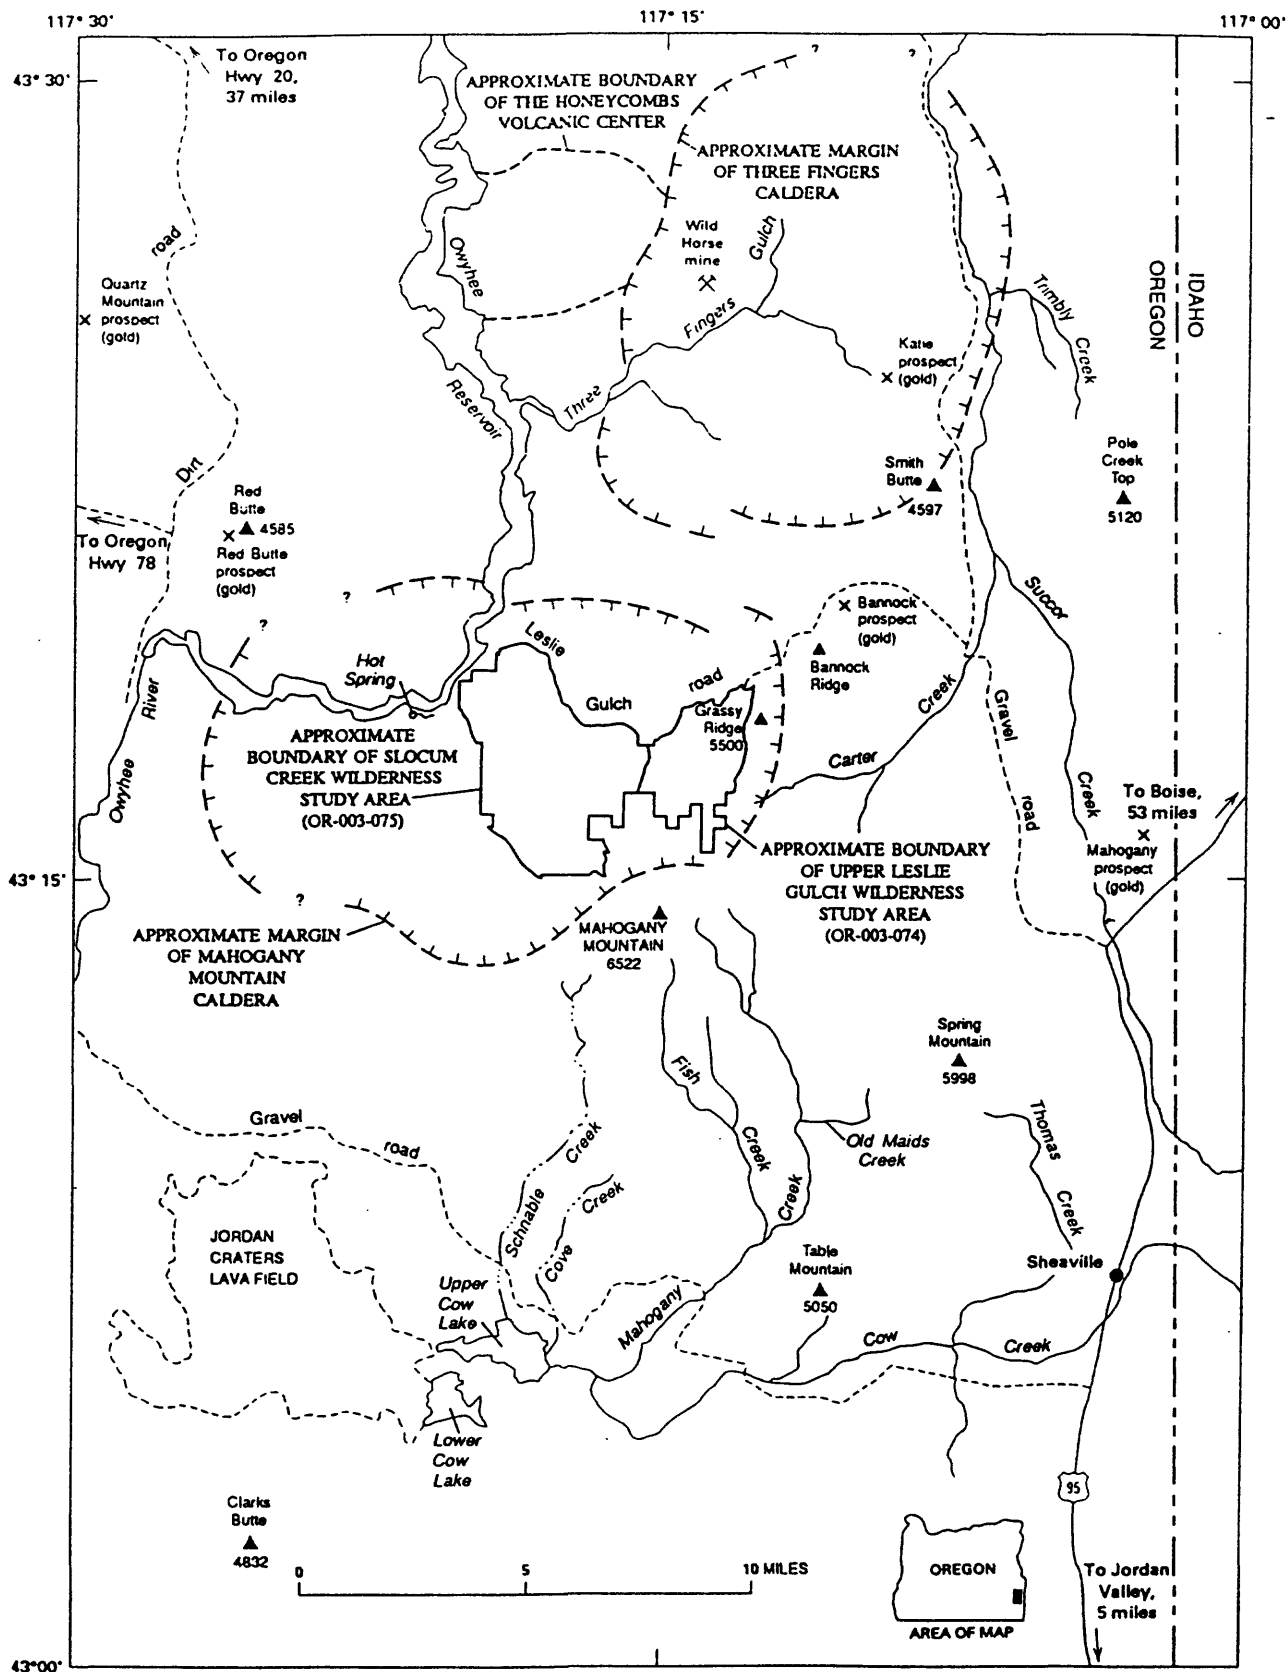 117° 30'
117° 15'
117° 00'
43° 30'
To Oregon
Hwy 20,
37 miles
APPROXIMATE BOUNDARY
OF THE HONEYCOMBS
VOLCANIC CENTER
?
?
APPROXIMATE MARGIN
OF THREE FINGERS
CALDERA
Wild
Horse
mine
Gulch
Fingers
Three
Owyhee
Reservoir
road
Dirt
Quartz
Mountain
prospect
(gold)
Katie
prospect
(gold)
Trimbly
Creek
IDAHO
OREGON
Pole
Creek
Top
5120
Smith
Butte
4597
Red
Butte
4585
Red Butte
prospect
(gold)
To Oregon
Hwy 78
?
?
Leslie
Gulch
road
Hot
Spring
River
Owyhee
Bannock
prospect
(gold)
Bannock
Ridge
Grassy
Ridge
5500
Succor
Creek
Carter
Creek
Gravel
road
APPROXIMATE
BOUNDARY OF SLOCUM
CREEK WILDERNESS
STUDY AREA
(OR-003-075)
To Boise,
53 miles
Mahogany
prospect
(gold)
APPROXIMATE BOUNDARY
OF UPPER LESLIE
GULCH WILDERNESS
STUDY AREA
(OR-003-074)
43° 15'
?
APPROXIMATE MARGIN
OF MAHOGANY
MOUNTAIN
CALDERA
MAHOGANY
MOUNTAIN
6522
Spring
Mountain
5998
Fish
Creek
Gravel
road
Creek
Schnable
Creek
Cove
Old Maids
Creek
Creek
Mahogany
Thomas
Creek
JORDAN
CRATERS
LAVA FIELD
Upper
Cow
Lake
Table
Mountain
5050
Sheaville
Cow
Creek
Lower
Cow
Lake
95
Clarks
Butte
4832
0
5
10 MILES
OREGON
AREA OF MAP
To Jordan
Valley,
5 miles
43°00'